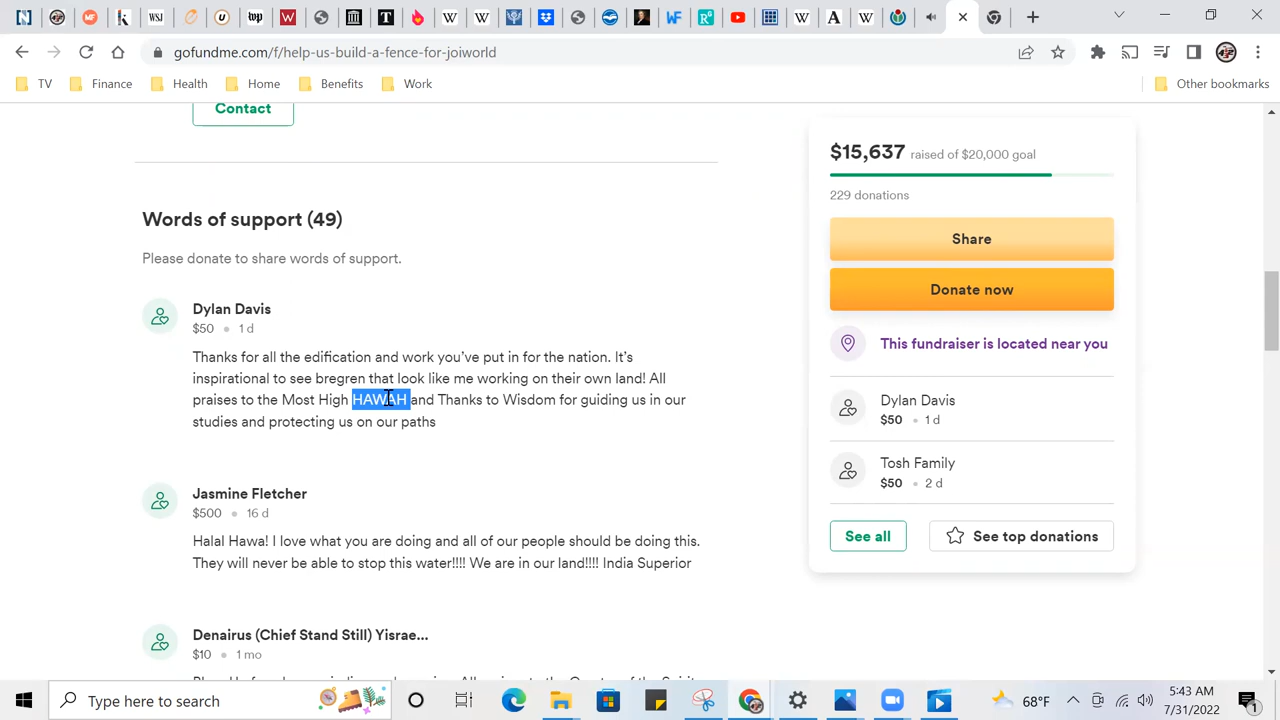 gofundme.com/f/help-us-build-a-fence-for-joiworld
TV
Finance
Health
Home
Benefits
Work
Other bookmarks
Contact
Words of support (49)
Please donate to share words of support.
Dylan Davis
$50 • 1 d
Thanks for all the edification and work you've put in for the nation. It's
inspirational to see bregren that look like me working on their own land! All
praises to the Most High HAWAH and Thanks to Wisdom for guiding us in our
studies and protecting us on our paths
Jasmine Fletcher
$500 • 16 d
Halal Hawa! I love what you are doing and all of our people should be doing this.
They will never be able to stop this water!!!! We are in our land!!!! India Superior
Denairus (Chief Stand Still) Yisrae...
$10 • 1 mo
$15,637 raised of $20,000 goal
229 donations
Share
Donate now
This fundraiser is located near you
Dylan Davis
$50 • 1 d
Tosh Family
$50 • 2 d
See all
See top donations
Type here to search
68°F
5:43 AM
7/31/2022